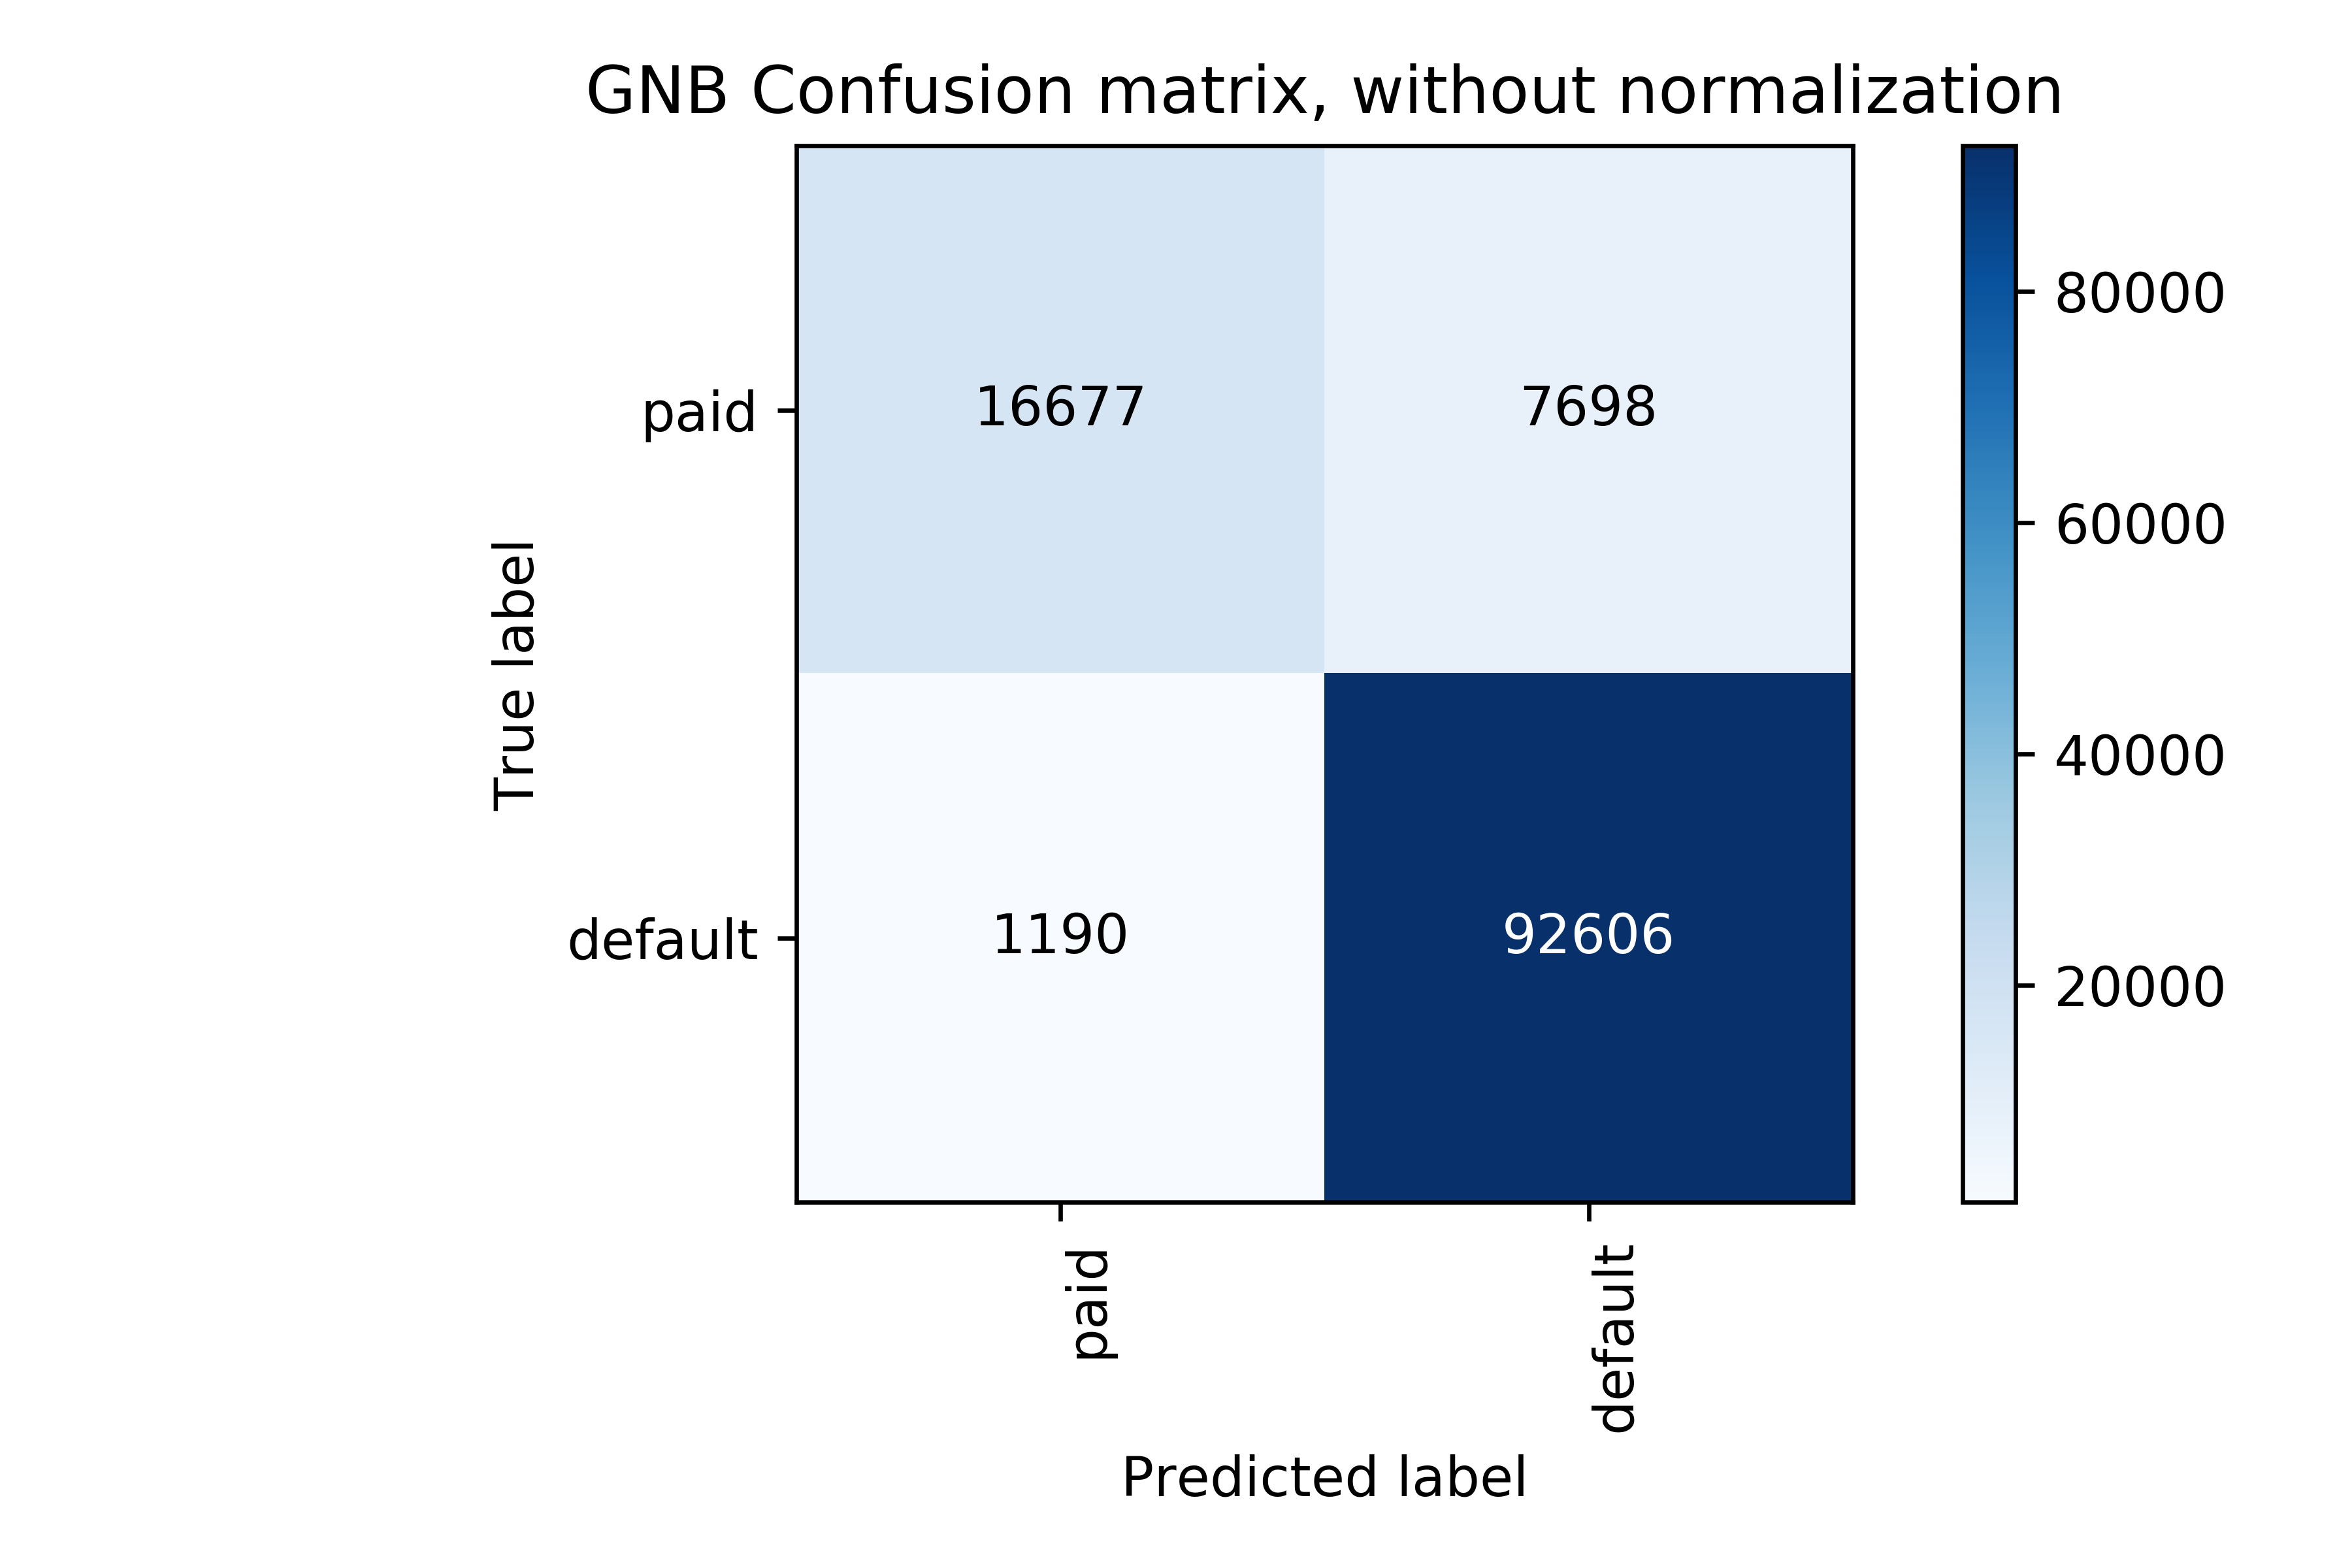 GNB Confusion matrix, without normalization
True label
paid
16677
7698
default
1190
92606
80000
60000
40000
20000
paid
default
Predicted label